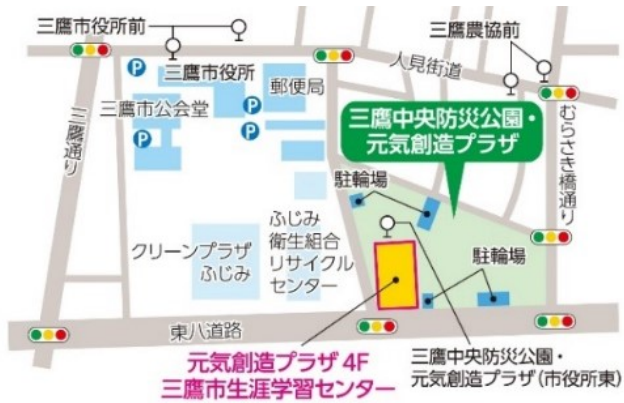 三鷹市役所前
三鷹農協前
人見街道
三鷹市役所
郵便局
P
三鷹市公会堂
P
P
P
三鷹通り
むらさき橋通り
三鷹中央防災公園・
元気創造プラザ
駐輪場
ふじみ
衛生組合
リサイクル
センター
クリーンプラザ
ふじみ
駐輪場
東八道路
元気創造プラザ 4F
三鷹市生涯学習センター
三鷹中央防災公園・
元気創造プラザ(市役所東)